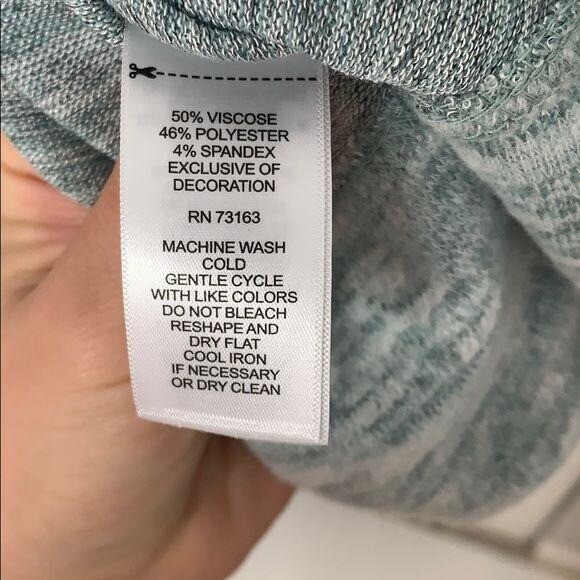 50% VISCOSE
46% POLYESTER
4% SPANDEX
EXCLUSIVE OF
DECORATION
RN 73163
MACHINE WASH
COLD
GENTLE CYCLE
WITH LIKE COLORS
DO NOT BLEACH
RESHAPE AND
DRY FLAT
COOL IRON
IF NECESSARY
OR DRY CLEAN